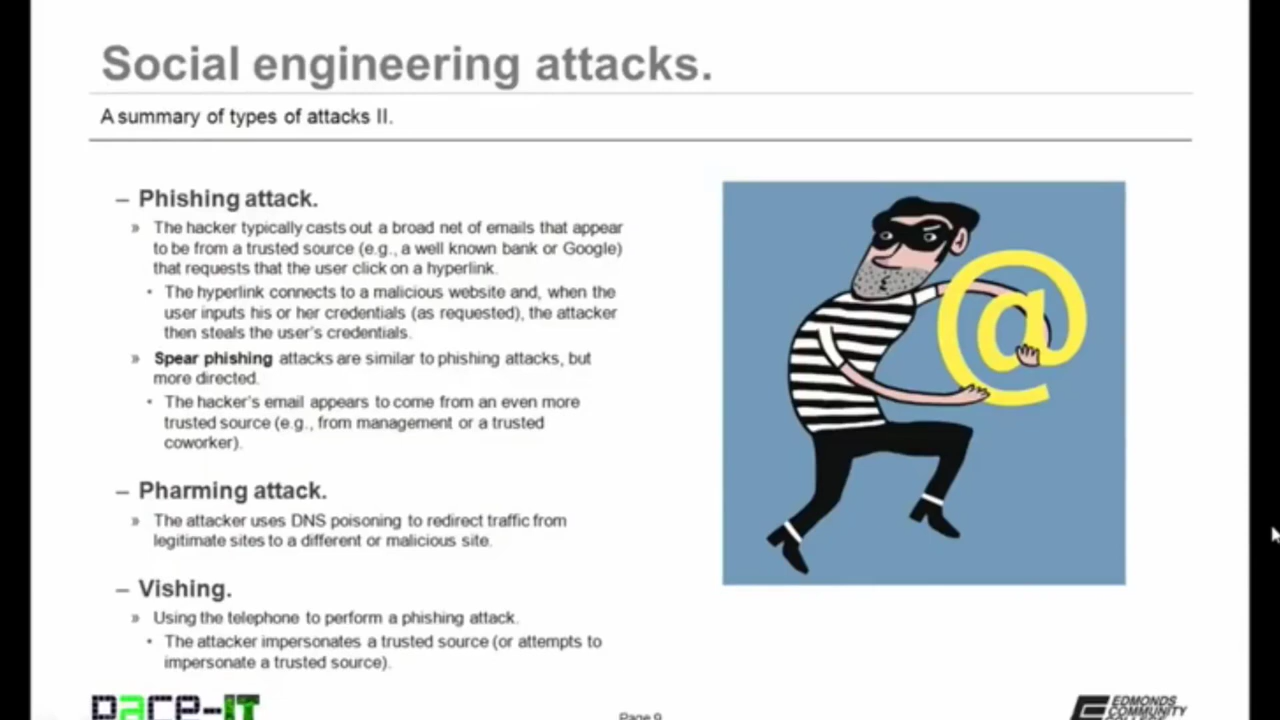 Social engineering attacks.
A summary of types of attacks II.
– Phishing attack.
» The hacker typically casts out a broad net of emails that appear
to be from a trusted source (e.g., a well known bank or Google)
that requests that the user click on a hyperlink.
• The hyperlink connects to a malicious website and, when the
user inputs his or her credentials (as requested), the attacker
then steals the user's credentials.
» Spear phishing attacks are similar to phishing attacks, but
more directed.
• The hacker's email appears to come from an even more
trusted source (e.g., from management or a trusted
coworker).
– Pharming attack.
» The attacker uses DNS poisoning to redirect traffic from
legitimate sites to a different or malicious site.
– Vishing.
» Using the telephone to perform a phishing attack.
• The attacker impersonates a trusted source (or attempts to
impersonate a trusted source).
@
PACE-IT
Page 9
EDMONDS
COMMUNITY